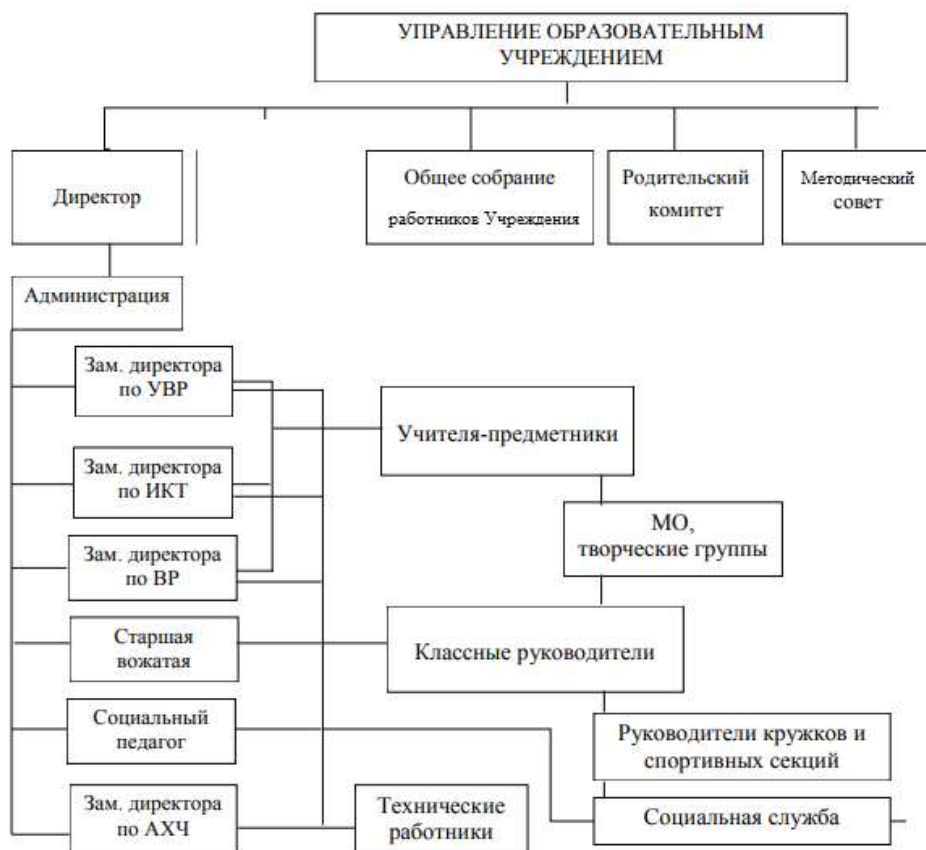 УПРАВЛЕНИЕ ОБРАЗОВАТЕЛЬНЫМ
УЧРЕЖДЕНИЕМ
Директор
Общее собрание
работников Учреждения
Родительский
комитет
Методический
совет
Администрация
Зам. директора
по УВР
Учителя-предметники
Зам. директора
по ИКТ
МО,
творческие группы
Зам. директора
по ВР
Старшая
вожатая
Классные руководители
Социальный
педагог
Руководители кружков и
спортивных секций
Зам. директора
по АХЧ
Технические
работники
Социальная служба